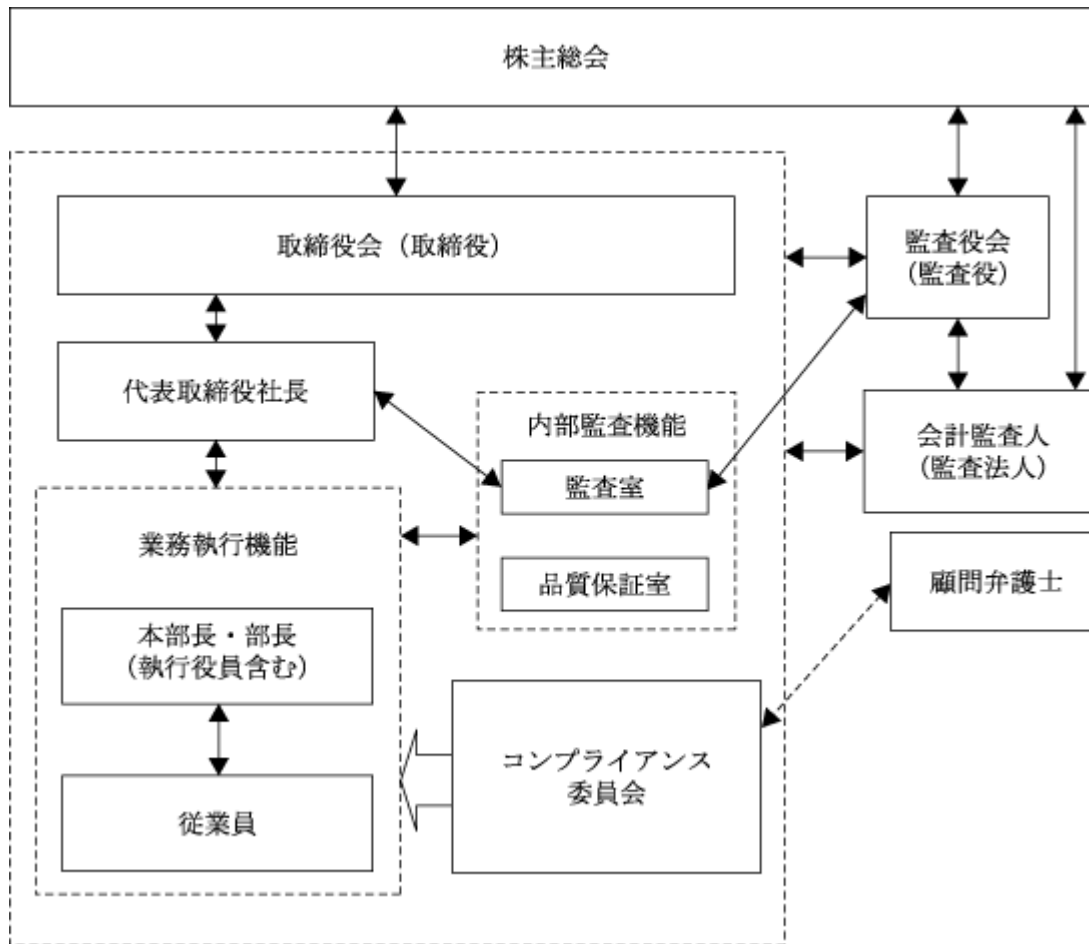 株主総会
取締役会（取締役）
監査役会
（監査役）
代表取締役社長
内部監査機能
会計監査人
（監査法人）
監査室
業務執行機能
品質保証室
顧問弁護士
本部長・部長
（執行役員含む）
コンプライアンス
委員会
従業員